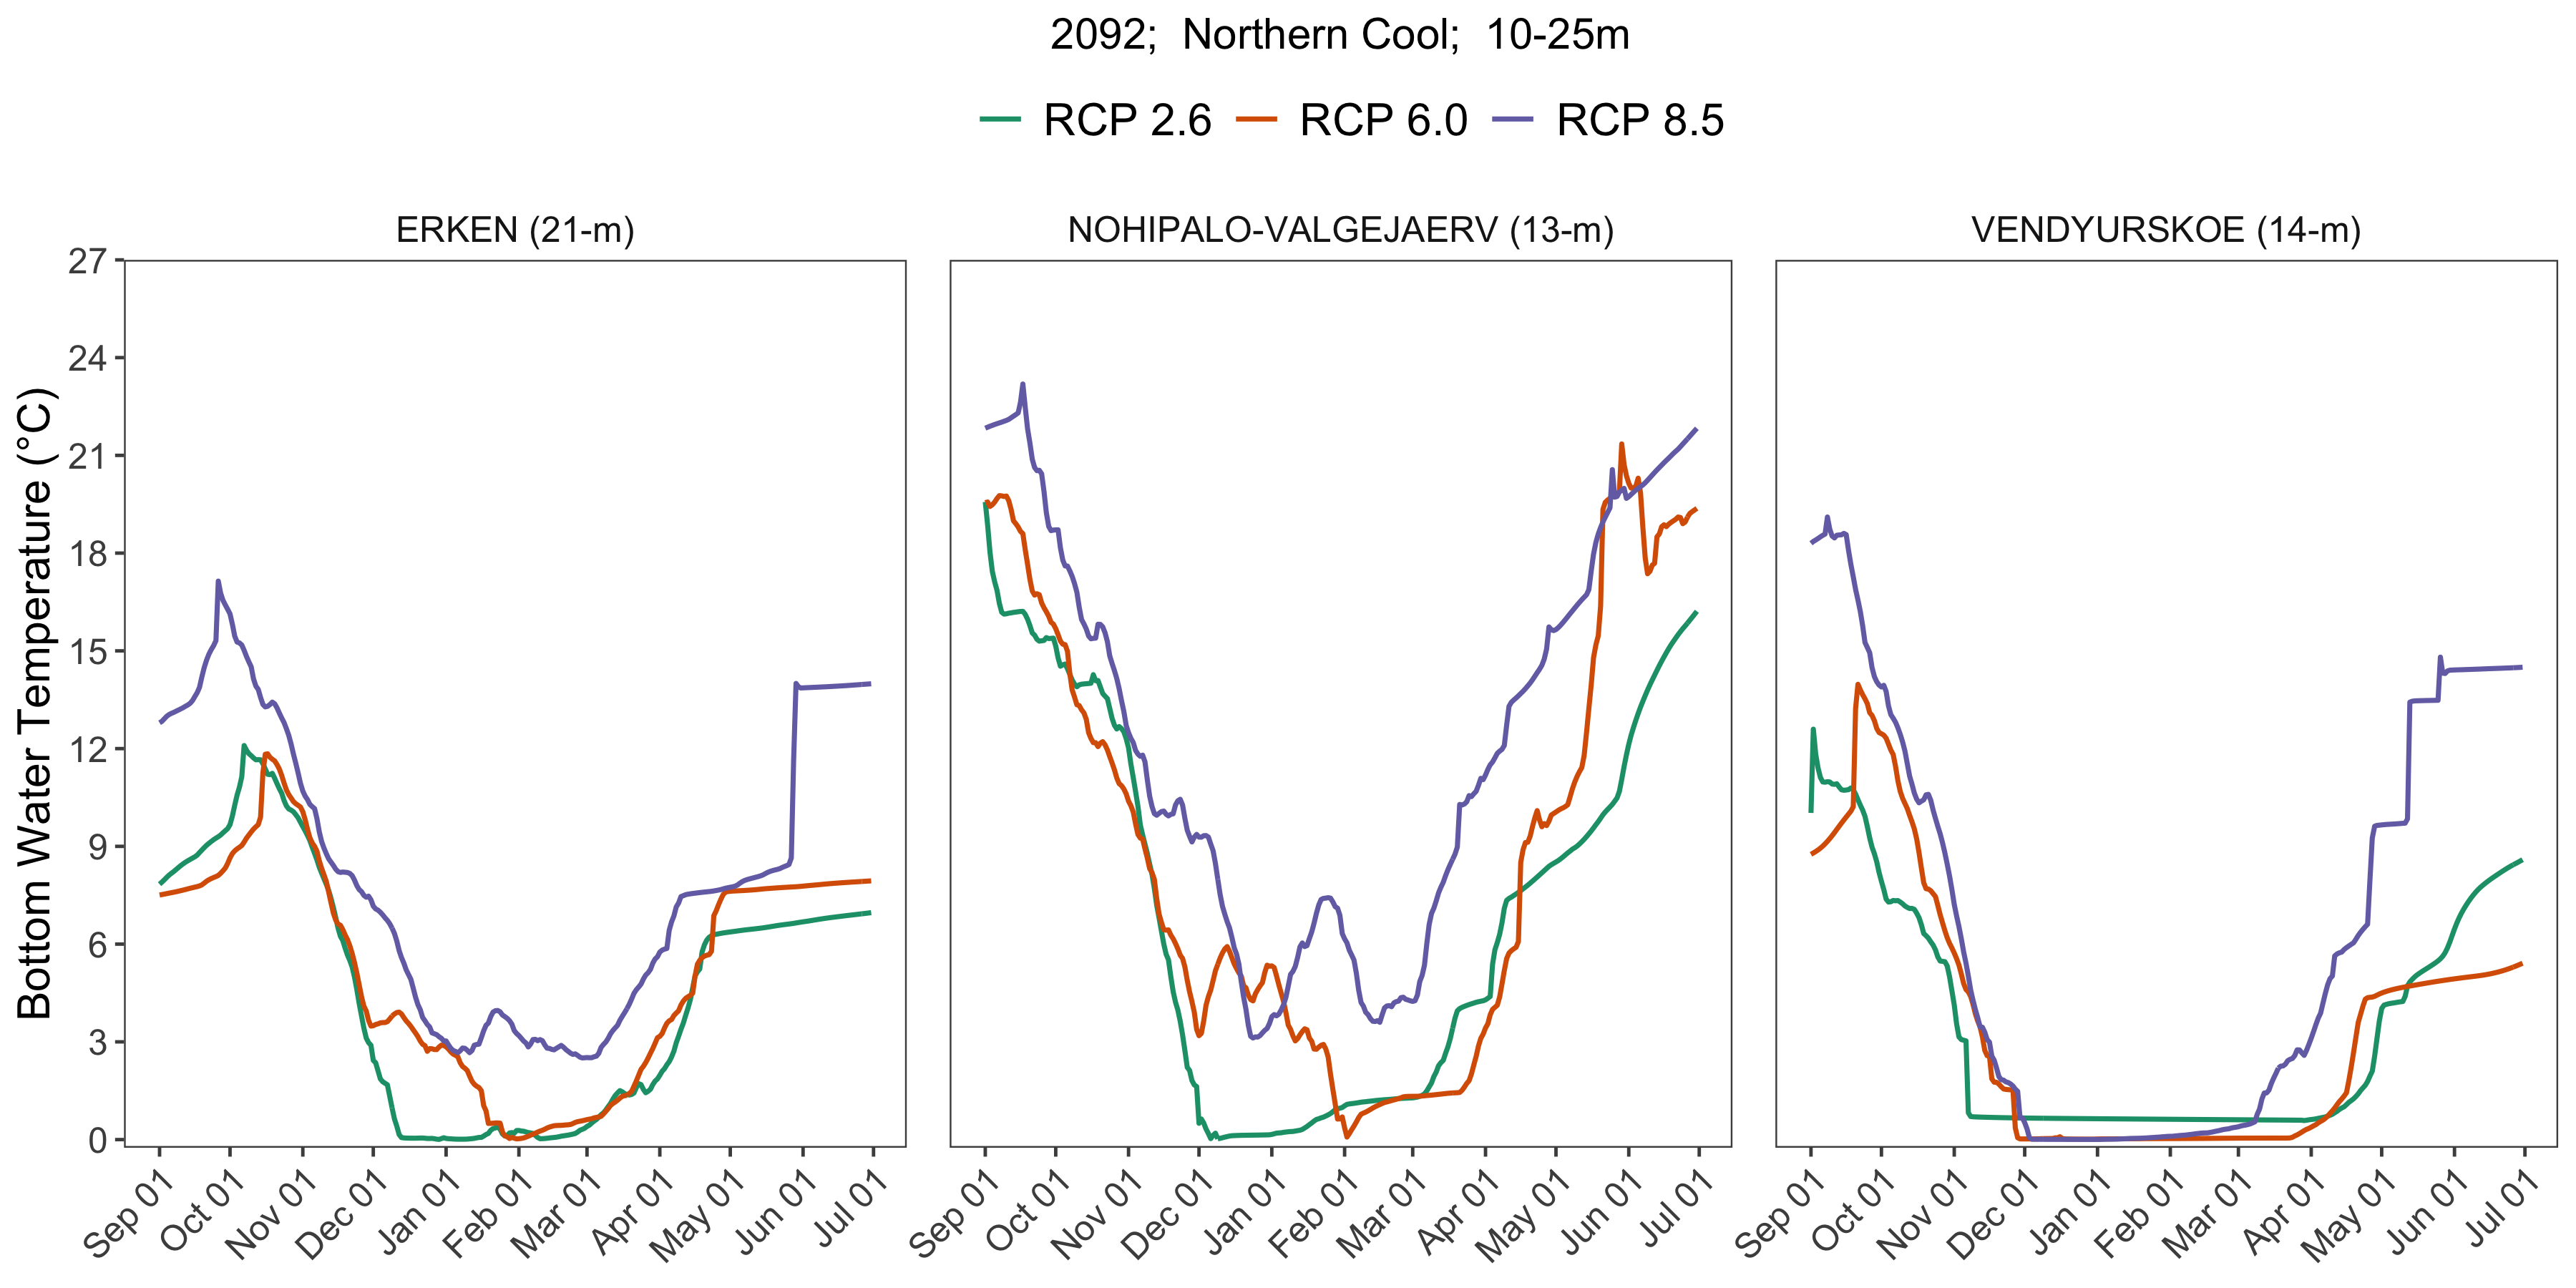 2092;  Northern Cool;  10-25m
RCP 2.6 RCP 6.0 RCP 8.5
ERKEN (21-m) NOHIPALO-VALGEJAERV (13-m) VENDYURSKOE (14-m)
Bottom Water Temperature (°C)
27
24
21
18
15
12
9
6
3
0
Sep 01 Oct 01 Nov 01 Dec 01 Jan 01 Feb 01 Mar 01 Apr 01 May 01 Jun 01 Jul 01
Sep 01 Oct 01 Nov 01 Dec 01 Jan 01 Feb 01 Mar 01 Apr 01 May 01 Jun 01 Jul 01
Sep 01 Oct 01 Nov 01 Dec 01 Jan 01 Feb 01 Mar 01 Apr 01 May 01 Jun 01 Jul 01